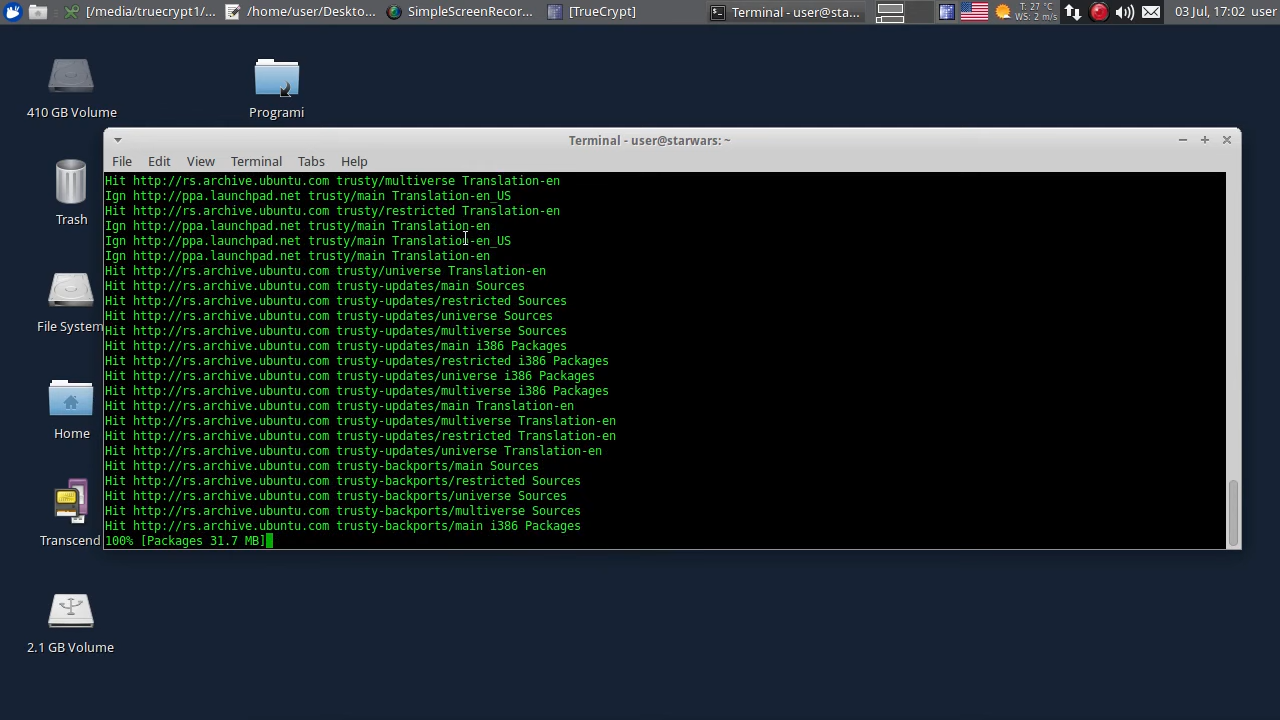 [/media/truecrypt1/...
/home/user/Deskto...
SimpleScreenRecor...
[TrueCrypt]
Terminal - user@sta...
T: 27 °C
WS: 2 m/s
03 Jul, 17:02
user
410 GB Volume
Programi
Trash
File System
Home
Transcend
2.1 GB Volume
Terminal - user@starwars: ~
File Edit View Terminal Tabs Help
Hit http://rs.archive.ubuntu.com trusty/multiverse Translation-en
Ign http://ppa.launchpad.net trusty/main Translation-en_US
Hit http://rs.archive.ubuntu.com trusty/restricted Translation-en
Ign http://ppa.launchpad.net trusty/main Translation-en
Ign http://ppa.launchpad.net trusty/main Translation-en_US
Ign http://ppa.launchpad.net trusty/main Translation-en
Hit http://rs.archive.ubuntu.com trusty/universe Translation-en
Hit http://rs.archive.ubuntu.com trusty-updates/main Sources
Hit http://rs.archive.ubuntu.com trusty-updates/restricted Sources
Hit http://rs.archive.ubuntu.com trusty-updates/universe Sources
Hit http://rs.archive.ubuntu.com trusty-updates/multiverse Sources
Hit http://rs.archive.ubuntu.com trusty-updates/main i386 Packages
Hit http://rs.archive.ubuntu.com trusty-updates/restricted i386 Packages
Hit http://rs.archive.ubuntu.com trusty-updates/universe i386 Packages
Hit http://rs.archive.ubuntu.com trusty-updates/multiverse i386 Packages
Hit http://rs.archive.ubuntu.com trusty-updates/main Translation-en
Hit http://rs.archive.ubuntu.com trusty-updates/multiverse Translation-en
Hit http://rs.archive.ubuntu.com trusty-updates/restricted Translation-en
Hit http://rs.archive.ubuntu.com trusty-updates/universe Translation-en
Hit http://rs.archive.ubuntu.com trusty-backports/main Sources
Hit http://rs.archive.ubuntu.com trusty-backports/restricted Sources
Hit http://rs.archive.ubuntu.com trusty-backports/universe Sources
Hit http://rs.archive.ubuntu.com trusty-backports/multiverse Sources
Hit http://rs.archive.ubuntu.com trusty-backports/main i386 Packages
100% [Packages 31.7 MB]